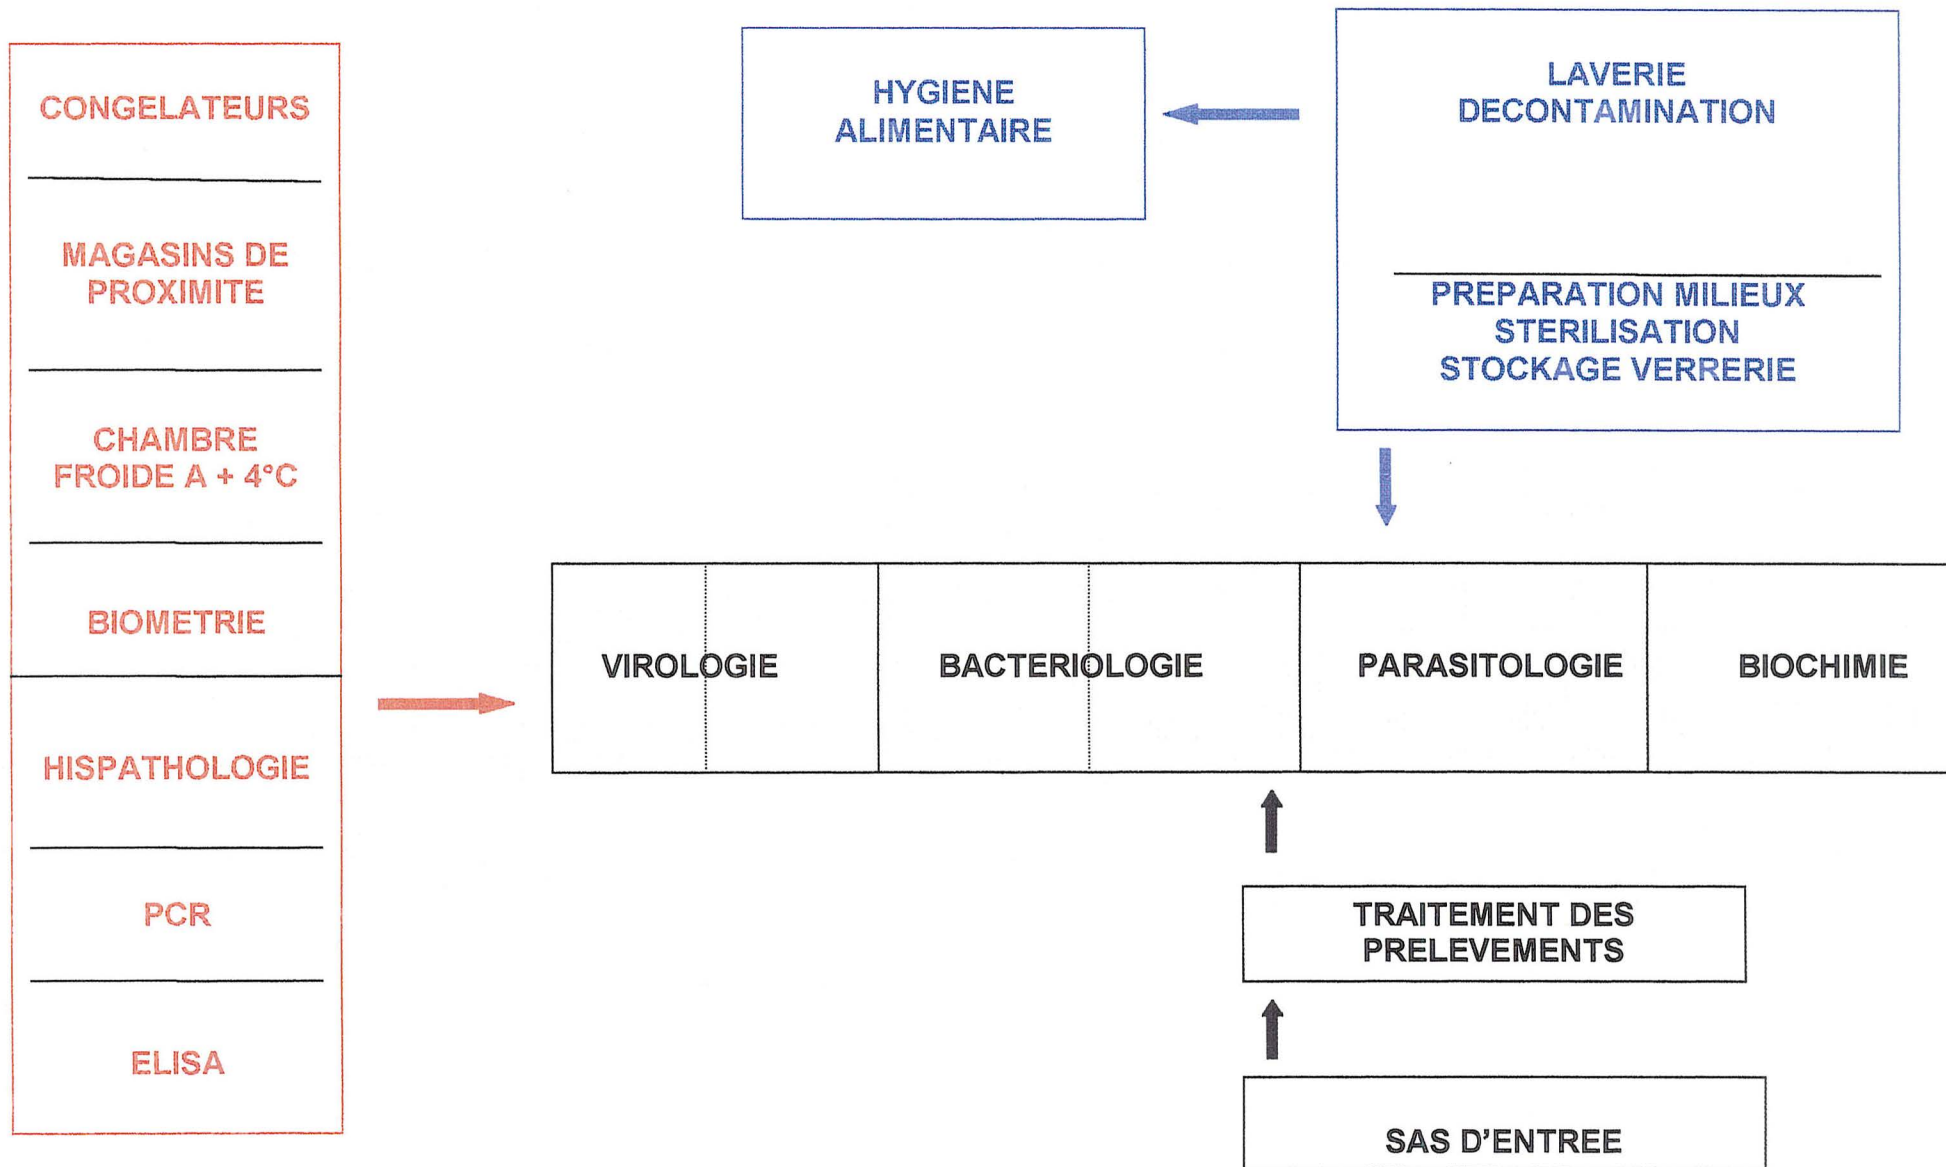 CONGELATEURS
MAGASINS DE
PROXIMITE
CHAMBRE
FROIDE A + 4°C
BIOMETRIE
HISPATHOLOGIE
PCR
ELISA
HYGIENE
ALIMENTAIRE
LAVERIE
DECONTAMINATION
PREPARATION MILIEUX
STERILISATION
STOCKAGE VERRERIE
VIROLOGIE
BACTERIOLOGIE
PARASITOLOGIE
BIOCHIMIE
TRAITEMENT DES
PRELEVEMENTS
SAS D'ENTREE